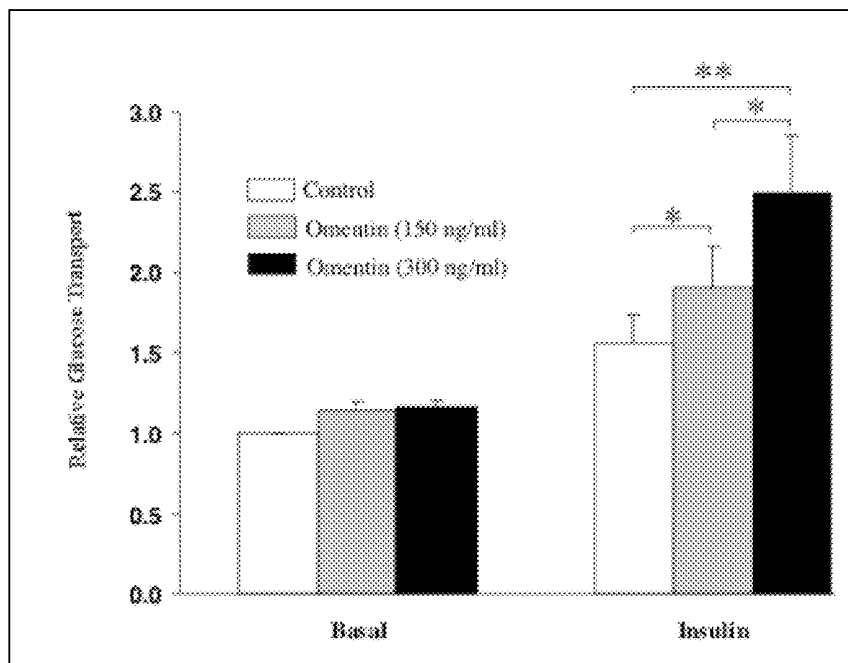 **
3.0
*
2.5
Control
Omentin (150 ng/ml)
*
2.0
Omentin (300 ng/ml)
Relative Glucose Transport
1.5
1.0
0.5
0.0
Basal
Insulin